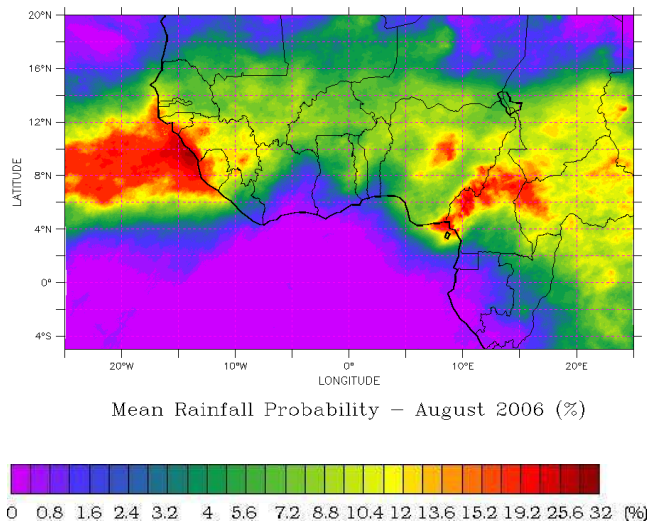 20°N
16°N
12°N
8°N
4°N
0°
4°S
LATITUDE
20°W 10°W 0° 10°E 20°E
LONGITUDE
Mean Rainfall Probability – August 2006 (%)
0 0.8 1.6 2.4 3.2 4 5.6 7.2 8.8 10.4 12 13.6 15.2 19.2 25.6 32 (%)